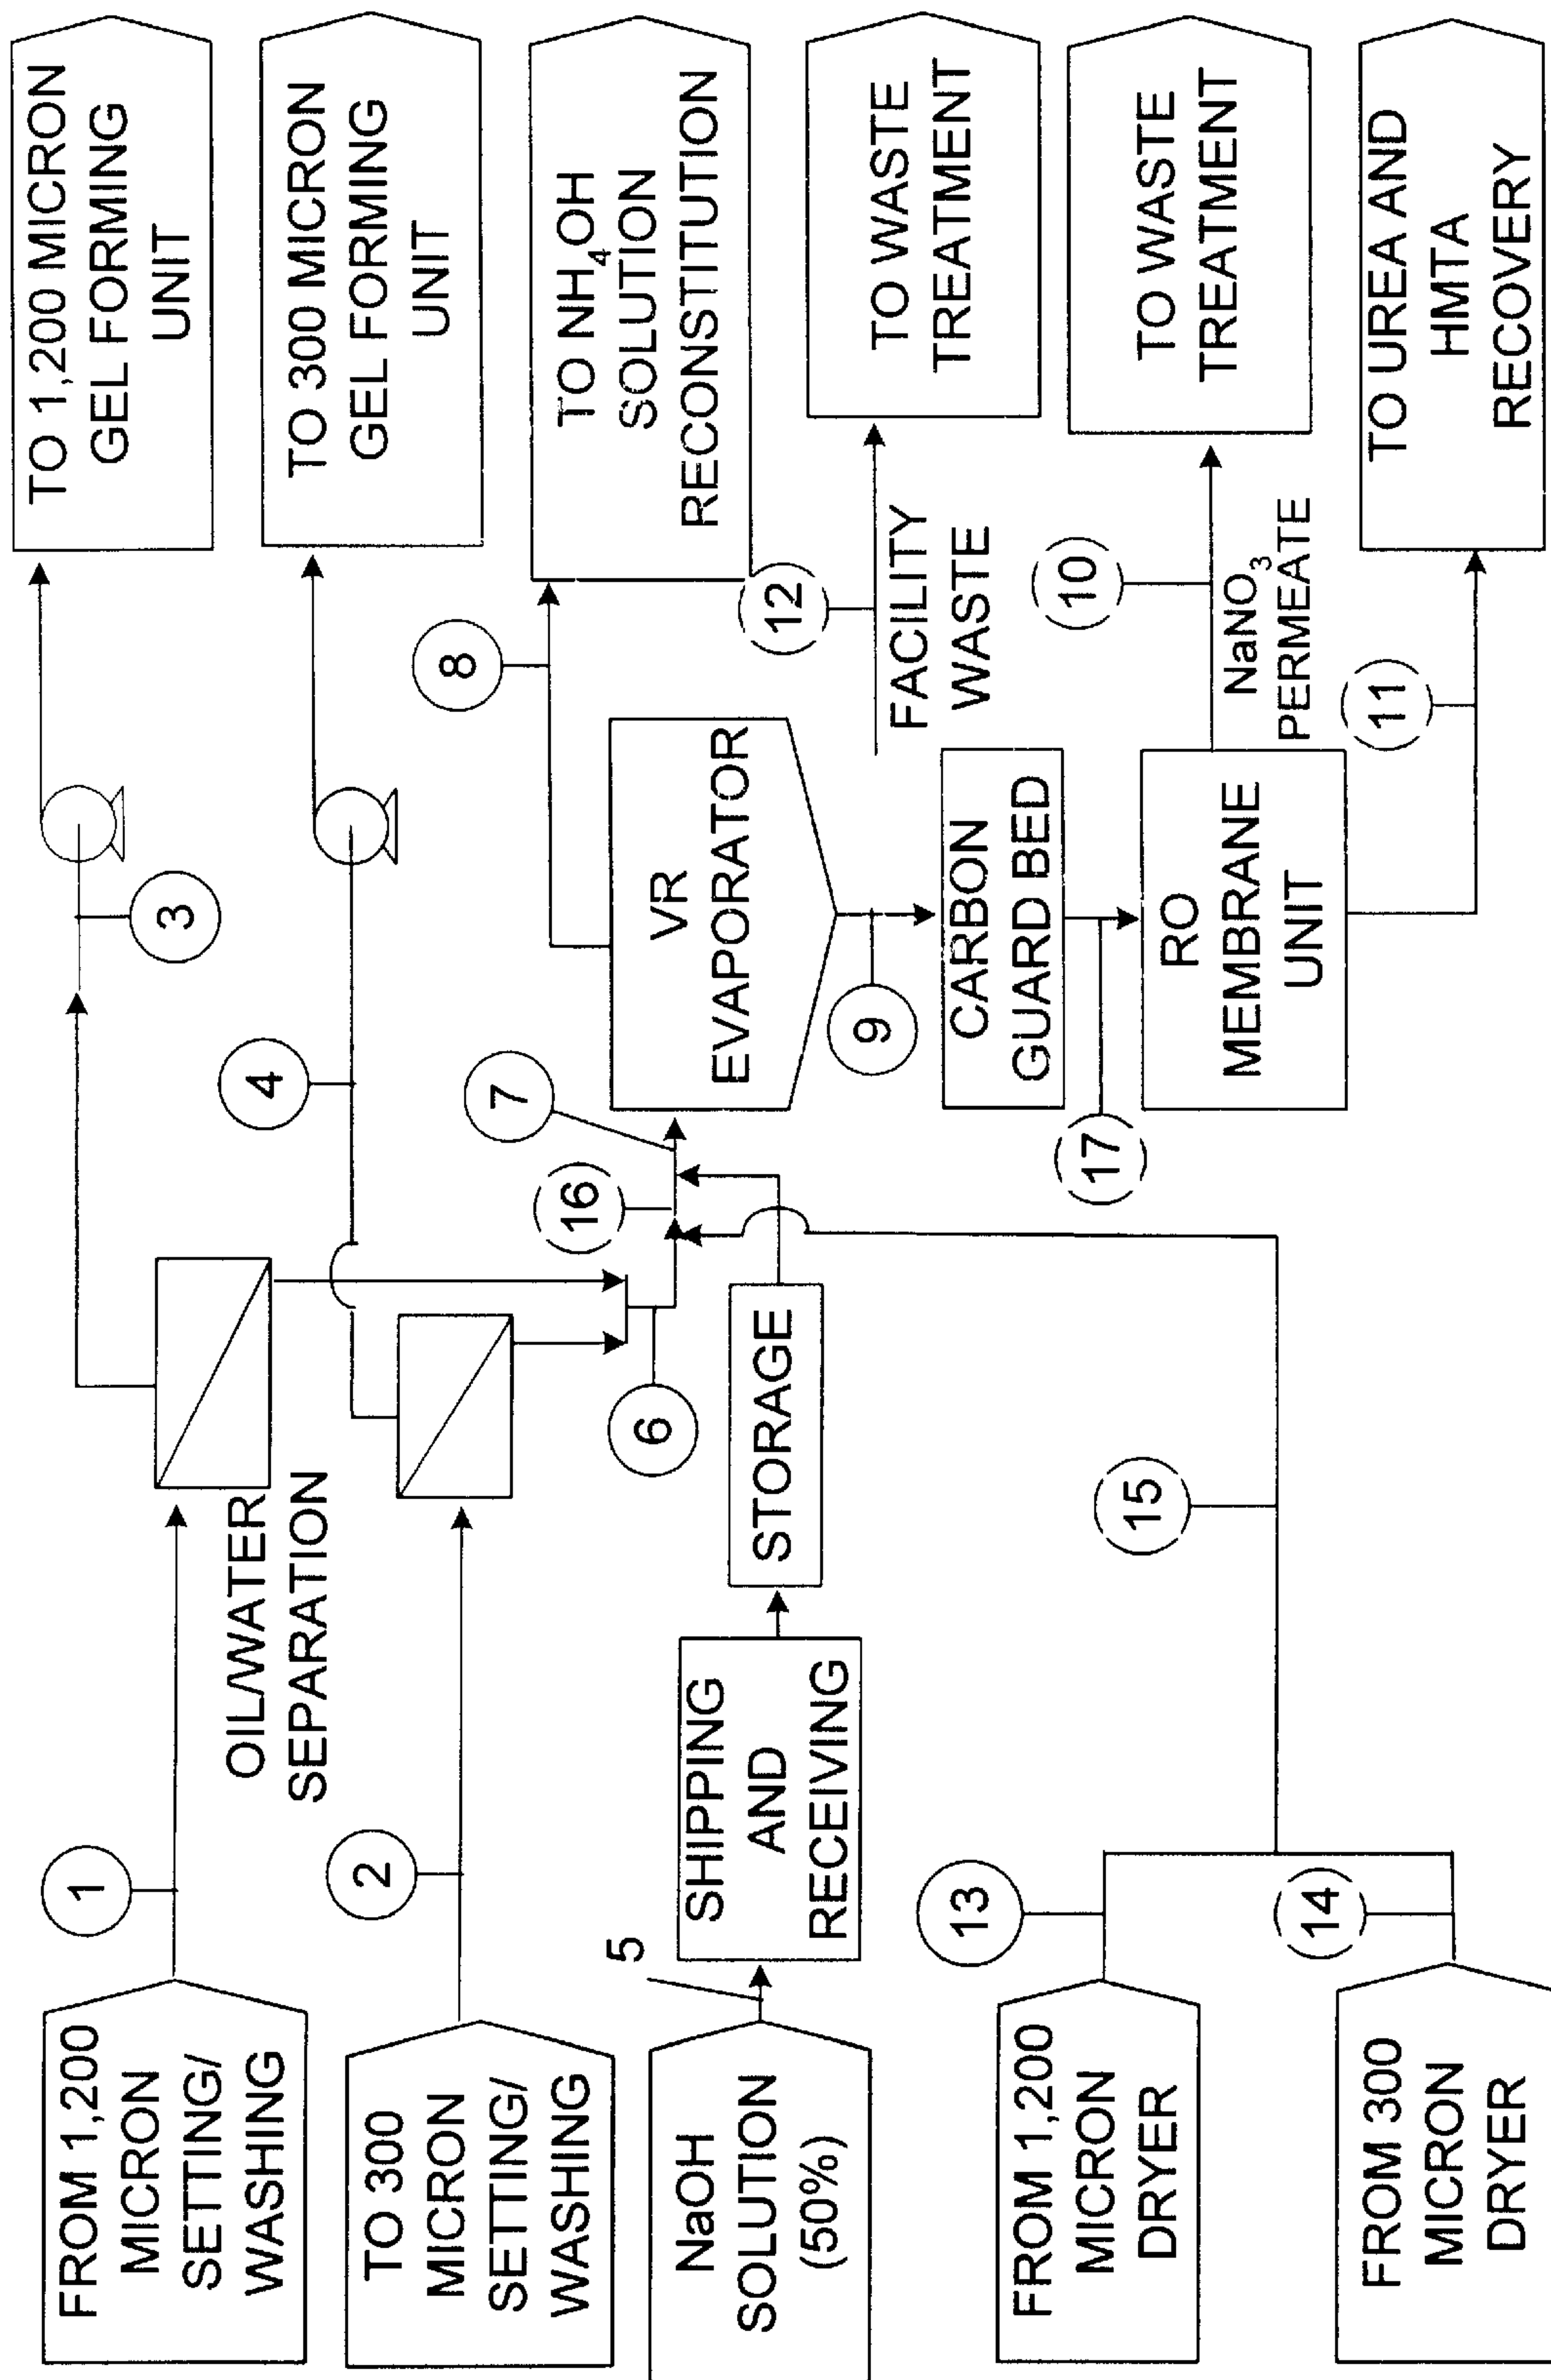 FROM 1,200
MICRON
SETTING/
WASHING
1
OIL/WATER
SEPARATION
3
TO 1,200 MICRON
GEL FORMING
UNIT
TO 300
MICRON
SETTING/
WASHING
2
4
TO 300 MICRON
GEL FORMING
UNIT
NaOH
SOLUTION
(50%)
5
SHIPPING
AND
RECEIVING
STORAGE
6
16
7
VR
EVAPORATOR
8
TO NH4OH
SOLUTION
RECONSTITUTION
9
12
FACILITY
WASTE
TO WASTE
TREATMENT
CARBON
GUARD BED
17
RO
MEMBRANE
UNIT
10
NaNO3
PERMEATE
TO WASTE
TREATMENT
11
TO UREA AND
HMTA
RECOVERY
FROM 1,200
MICRON
DRYER
13
15
FROM 300
MICRON
DRYER
14